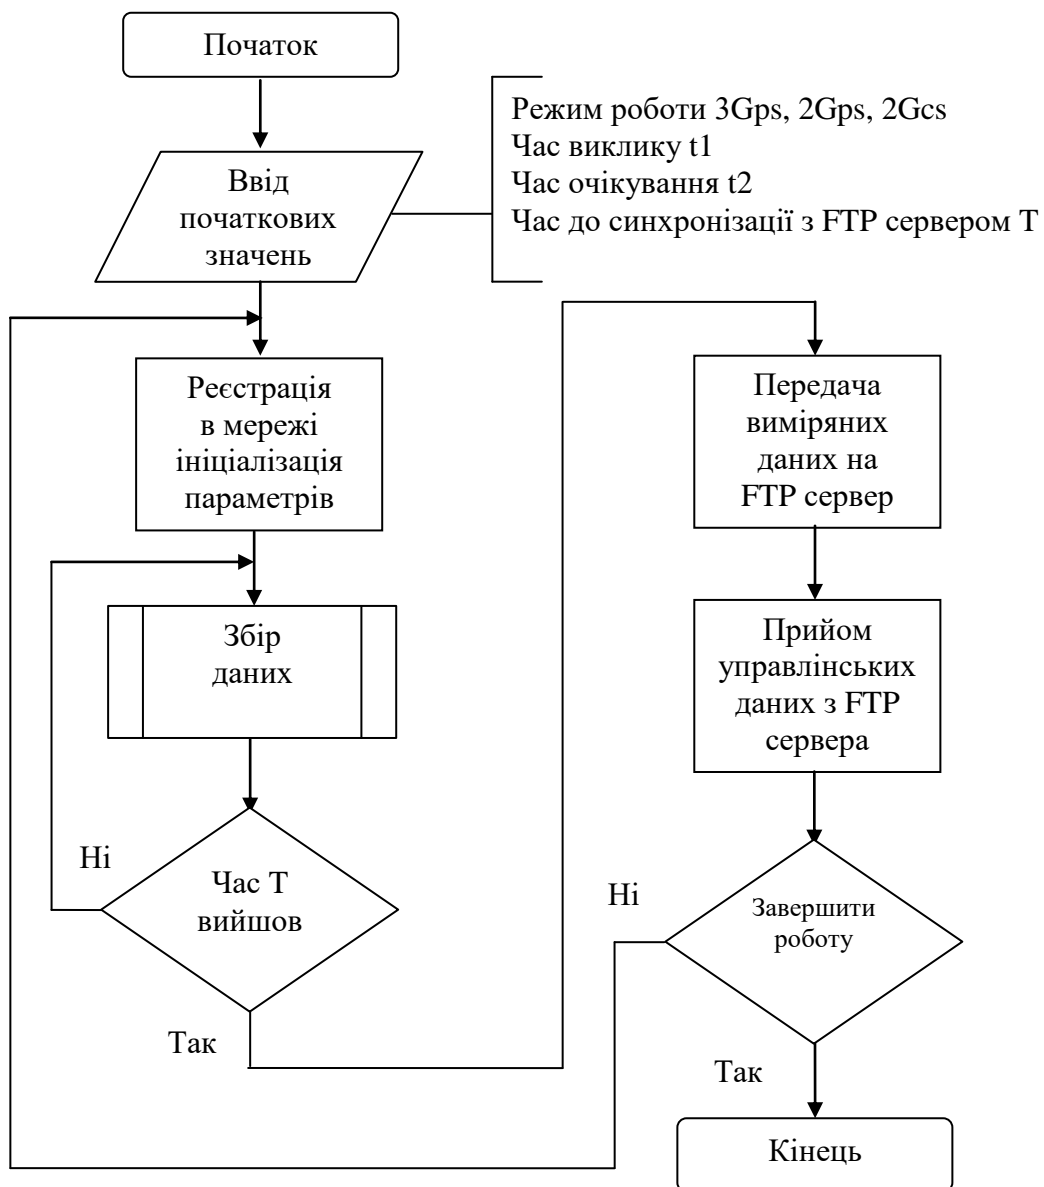 Початок
Режим роботи 3Gps, 2Gps, 2Gcs
Час виклику t1
Час очікування t2
Час до синхронізації з FTP сервером T
Ввід
початкових
значень
Реєстрація
в мережі
ініціалізація
параметрів
Збір
даних
Ні
Час T
вийшов
Так
Передача
виміряних
даних на
FTP сервер
Прийом
управлінських
даних з FTP
сервера
Ні
Завершити
роботу
Так
Кінець